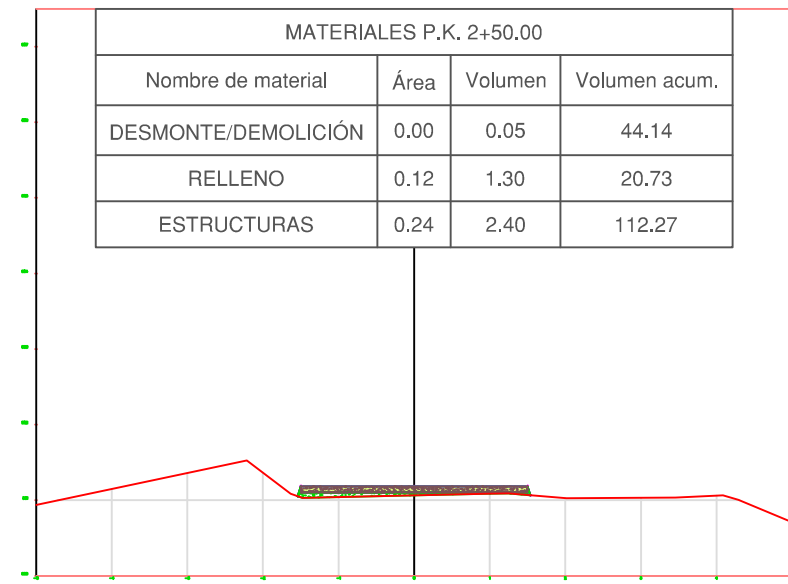 MATERIALES P.K. 2+50.00
Nombre de material Área Volumen Volumen acum.
DESMONTE/DEMOLICIÓN 0.00 0.05 44.14
RELLENO 0.12 1.30 20.73
ESTRUCTURAS 0.24 2.40 112.27